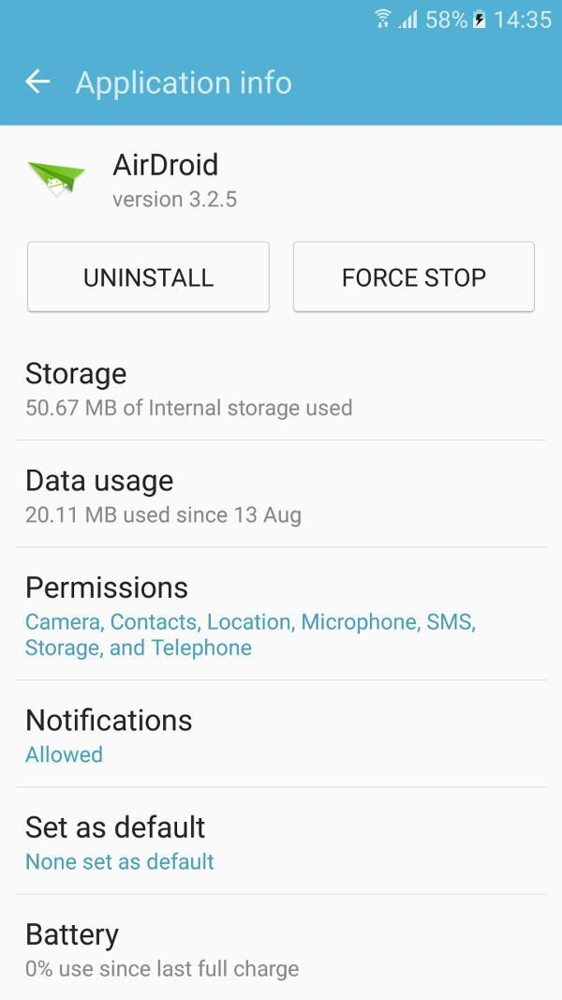 58% 14:35
Application info
AirDroid
version 3.2.5
UNINSTALL FORCE STOP
Storage
50.67 MB of Internal storage used
Data usage
20.11 MB used since 13 Aug
Permissions
Camera, Contacts, Location, Microphone, SMS,
Storage, and Telephone
Notifications
Allowed
Set as default
None set as default
Battery
0% use since last full charge